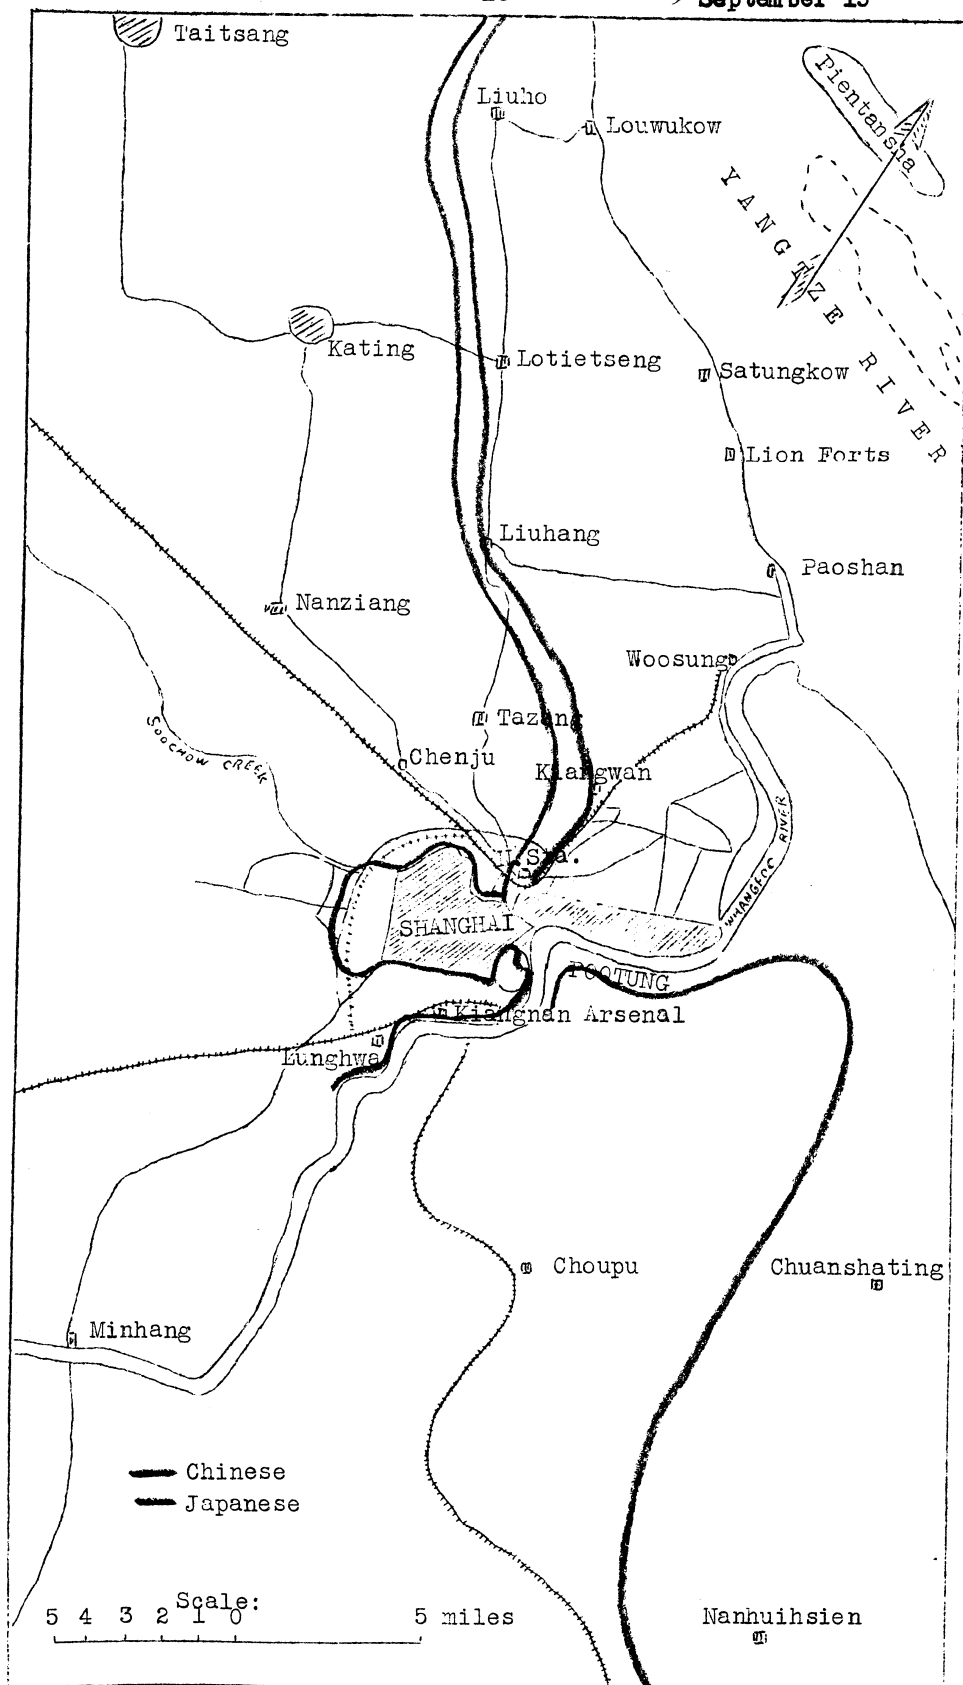 September 15
Taitsang
Liuho
Louwukow
Pientansha
YANGTZE RIVER
Kating
Lotietseng
Satungkow
Lion Forts
Liuhang
Paoshan
Nanziang
Woosung
Tazang
SOOCHOW CREEK
Chenju
Kiangwan
Sta.
WHANGPOO RIVER
SHANGHAI
POOTUNG
Kiangnan Arsenal
Lunghwa
Choupu
Chuanshating
Minhang
Chinese
Japanese
Scale:
5 4 3 2 1 0 5 miles
Nanhuihsien